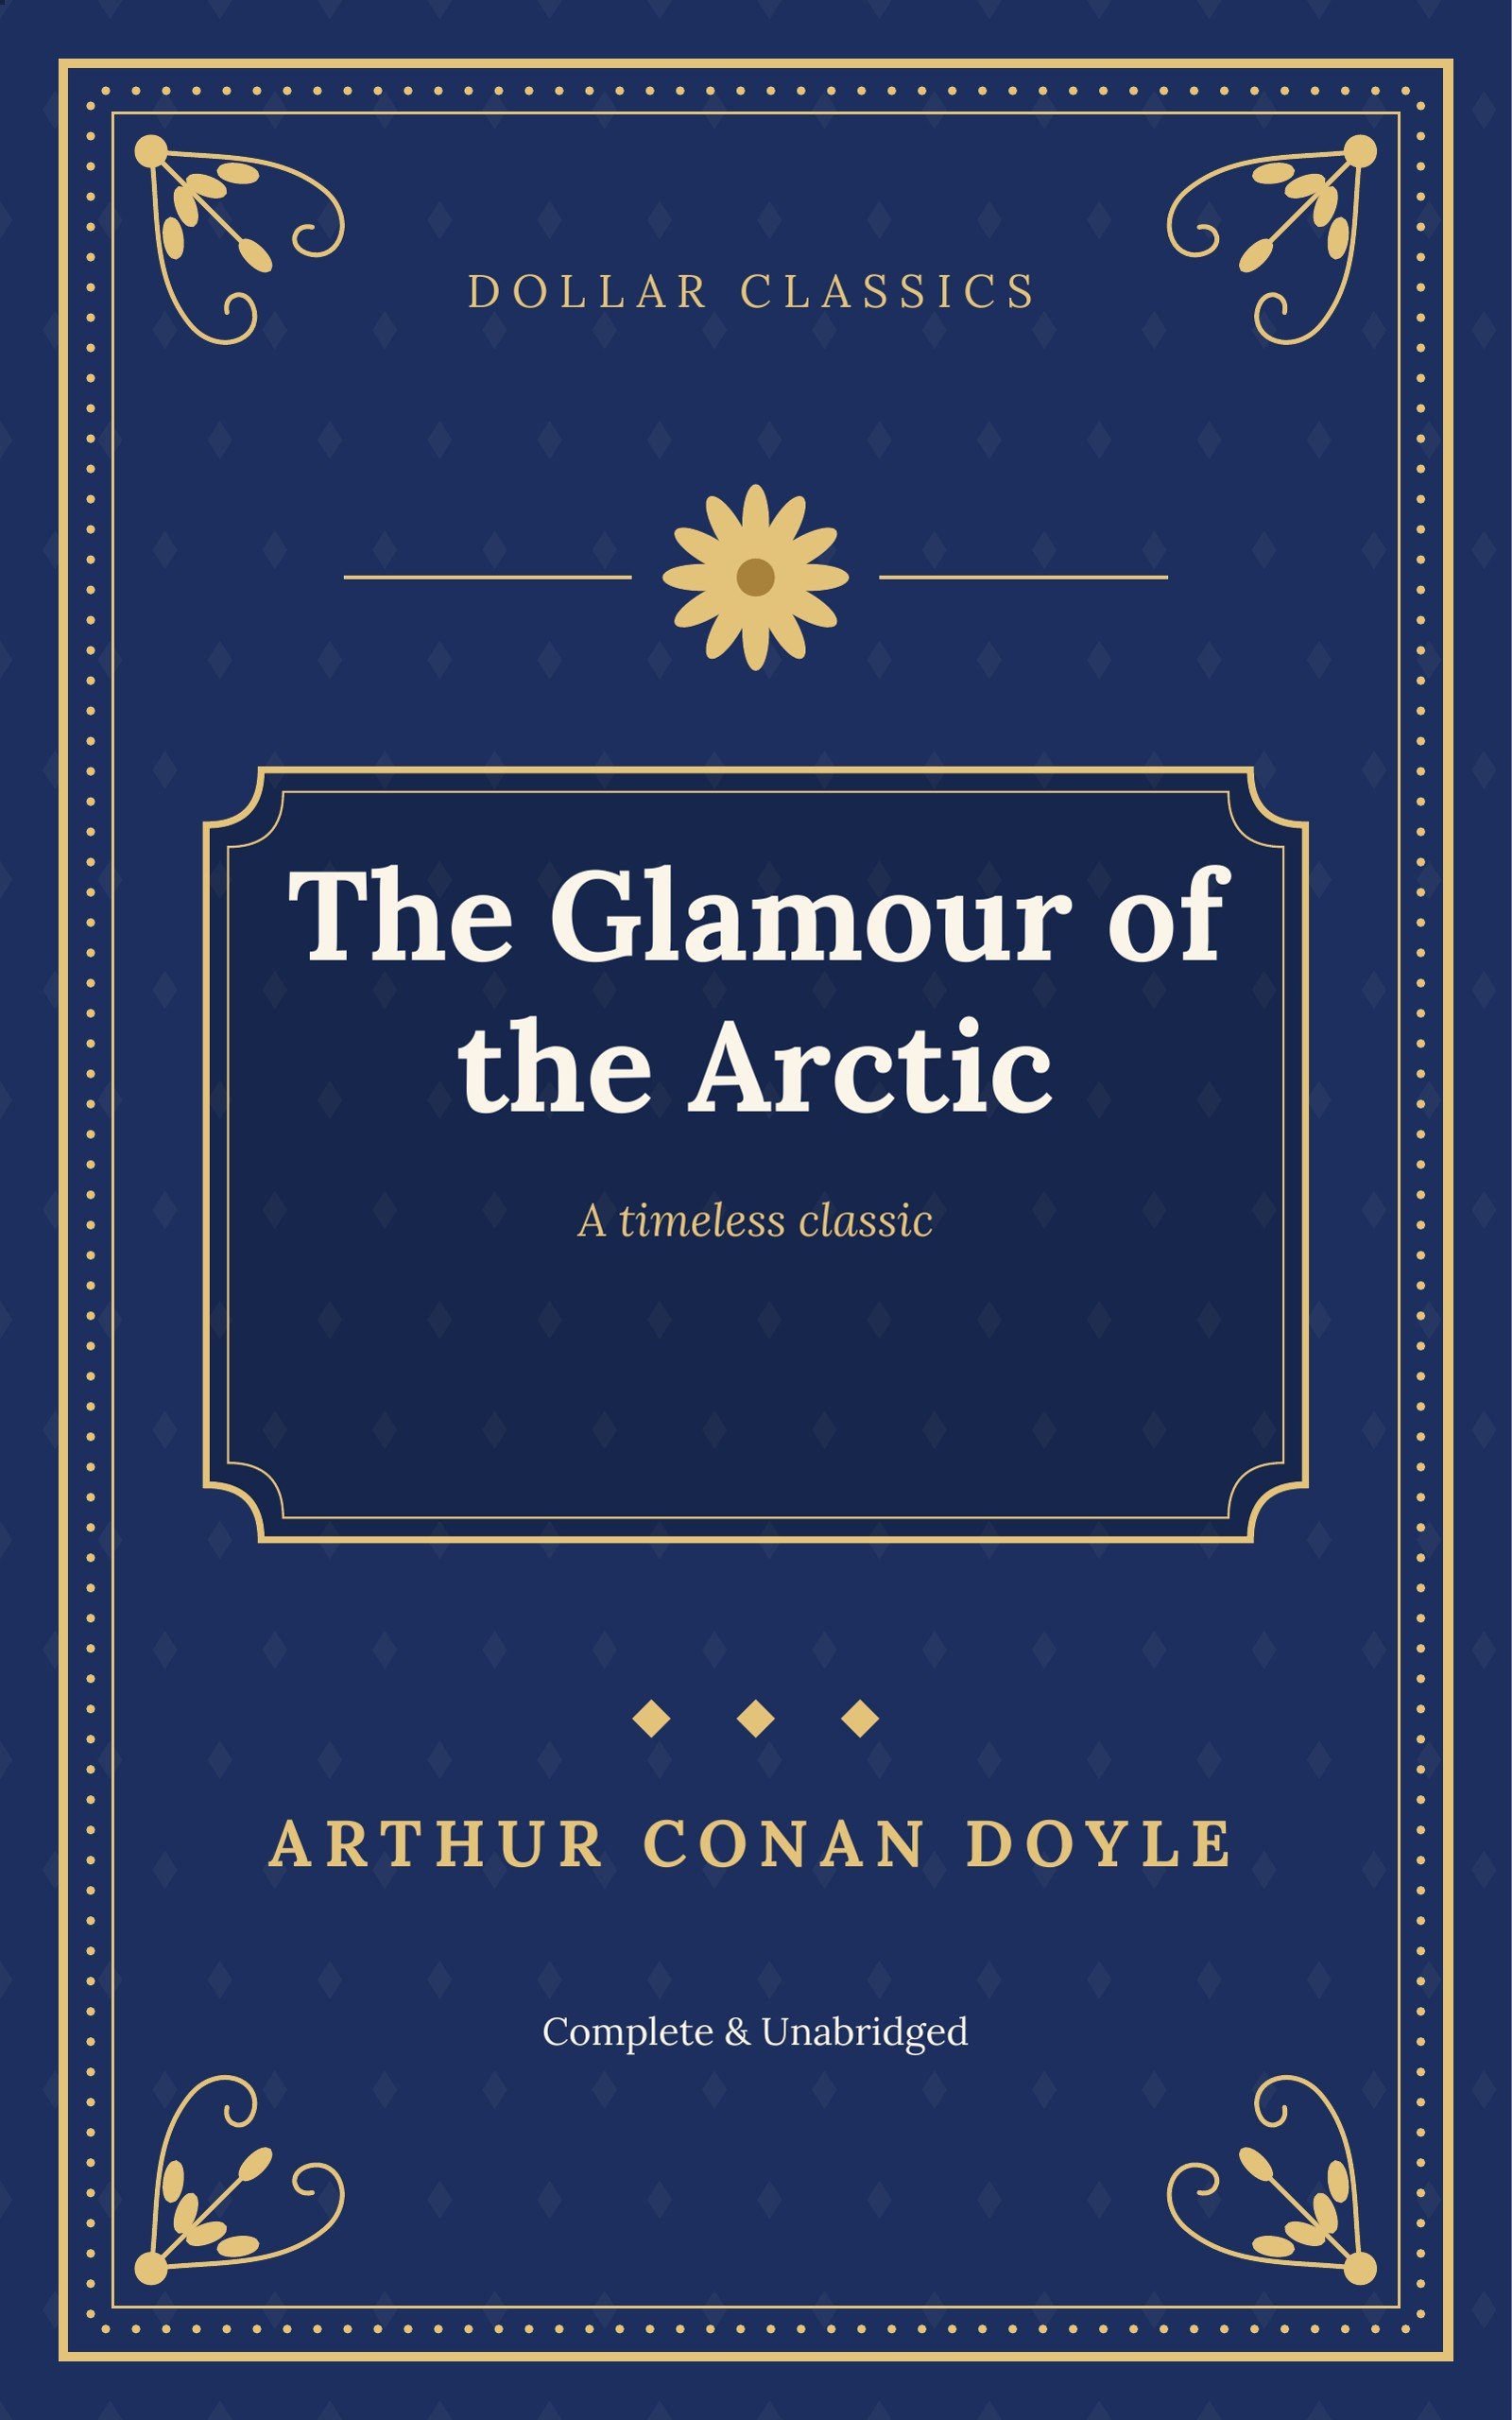 DOLLAR CLASSICS
The Glamour of
the Arctic
A timeless classic
ARTHUR CONAN DOYLE
Complete & Unabridged